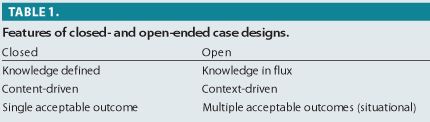 TABLE 1.
Features of closed- and open-ended case designs.
Closed Open
Knowledge defined Knowledge in flux
Content-driven Context-driven
Single acceptable outcome Multiple acceptable outcomes (situational)